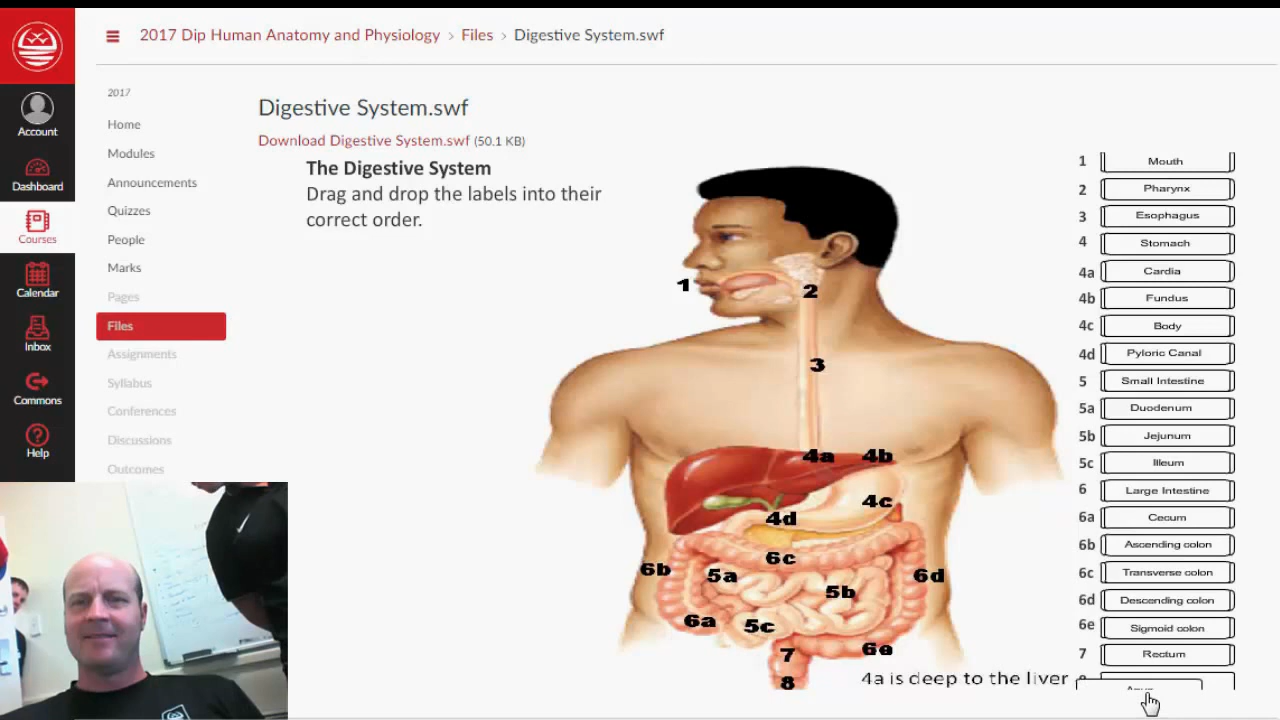 2017 Dip Human Anatomy and Physiology › Files › Digestive System.swf
Account
Dashboard
Courses
Calendar
Inbox
Commons
Help
2017
Home
Modules
Announcements
Quizzes
People
Marks
Pages
Files
Assignments
Syllabus
Conferences
Discussions
Outcomes
Digestive System.swf
Download Digestive System.swf (50.1 KB)
The Digestive System
Drag and drop the labels into their
correct order.
1
2
3
4a 4b
4c
4d
6c
6b 5a 6d
5b
6a 5c
7 6e
8
4a is deep to the liver
1 Mouth
2 Pharynx
3 Esophagus
4 Stomach
4a Cardia
4b Fundus
4c Body
4d Pyloric Canal
5 Small Intestine
5a Duodenum
5b Jejunum
5c Illeum
6 Large Intestine
6a Cecum
6b Ascending colon
6c Transverse colon
6d Descending colon
6e Sigmoid colon
7 Rectum